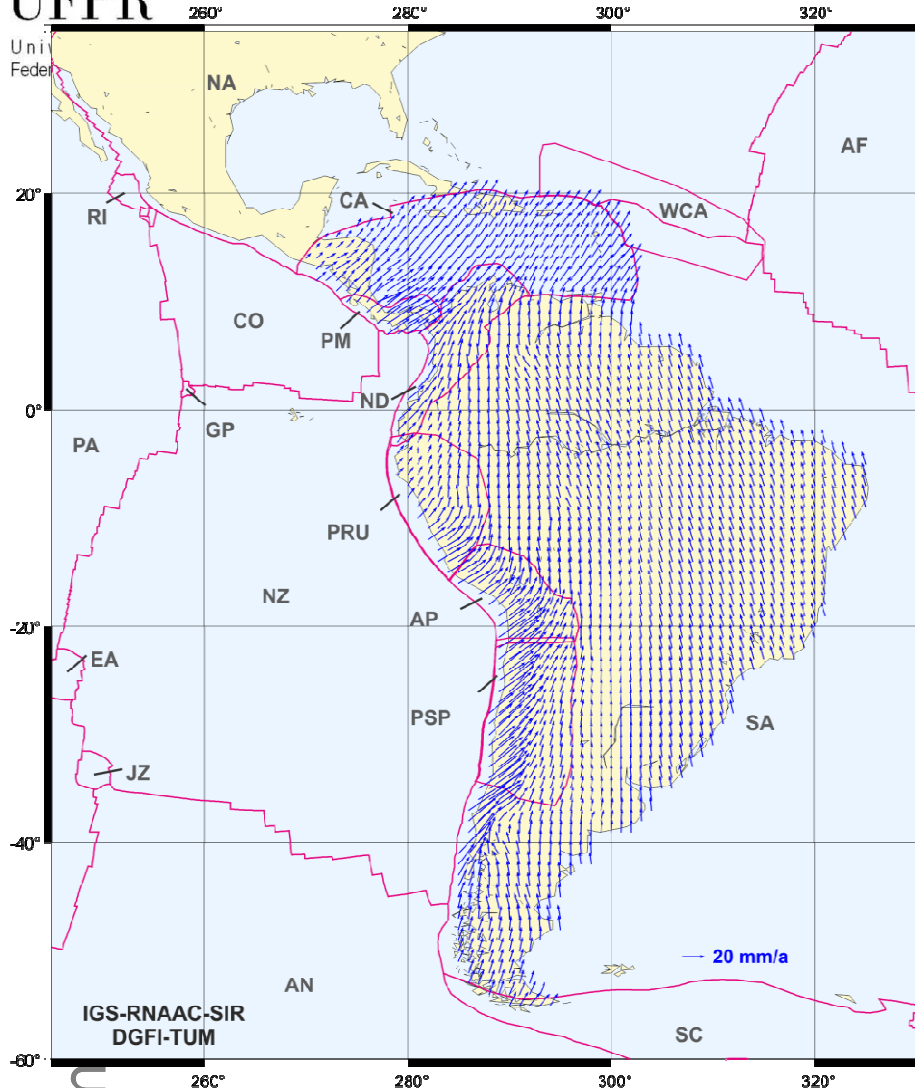 UFPR
Uni
Feder
260° 280° 300° 320°
NA
AF
20°
CA
RI
WCA
CO
PM
ND
0°
GP
PA
PRU
NZ
AP
-20°
EA
PSP
SA
JZ
-40°
20 mm/a
AN
IGS-RNAAC-SIR
DGFI-TUM
SC
-60°
260° 280° 300° 320°